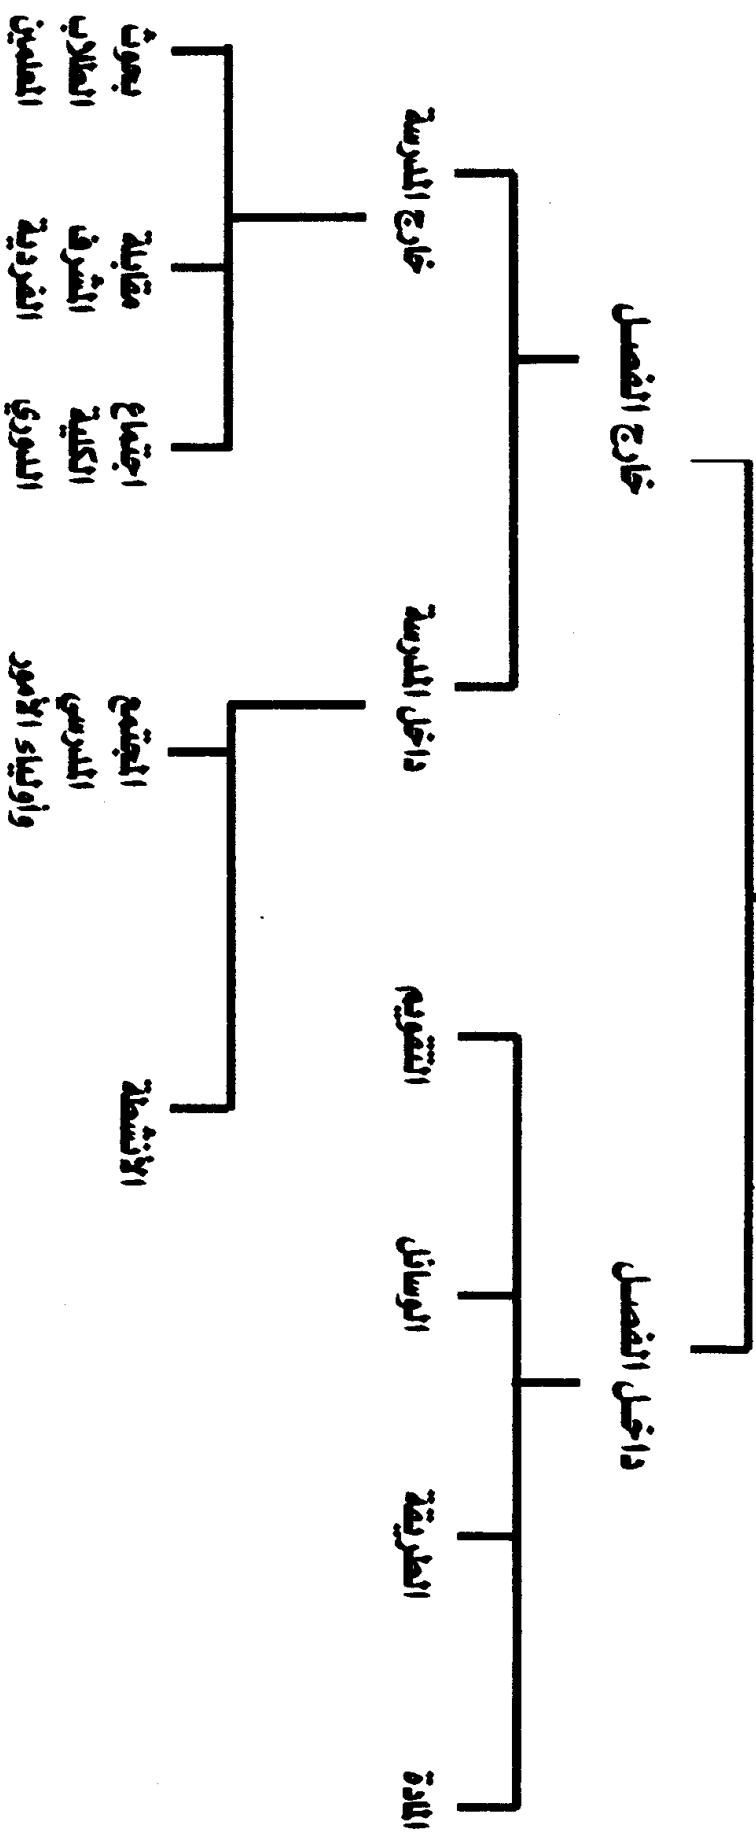 داخل الفصل
خارج الفصل
المادة
الطريقة
الوسائل
التقويم
داخل المدرسة
خارج المدرسة
الأنشطة
المجتمع
المدرسي
وأولياء الأمور
اجتماع
الكلية
الدوري
مقابلة
المشرف
الفردية
بحوث
الطلاب
المعلمين